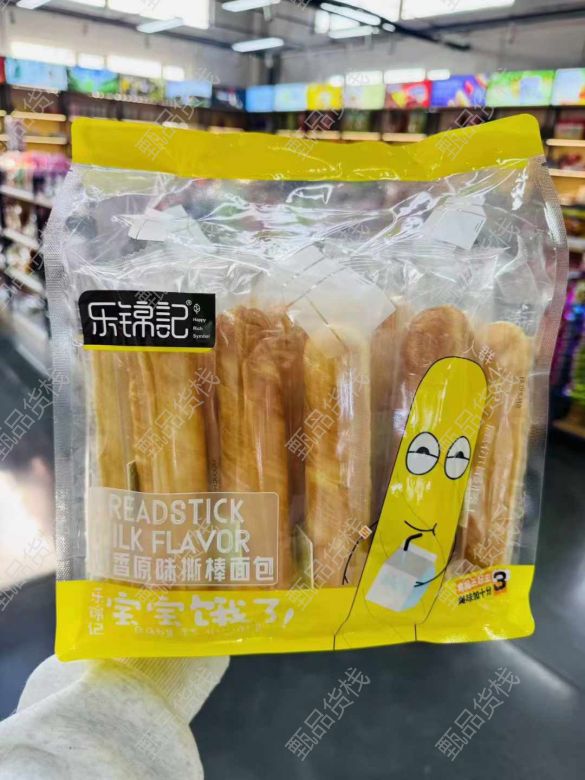 乐锦記®
Happy
Rich
Symbol
READSTICK
ILK FLAVOR
香原味撕棒面包
宝宝饿了!
甄品货栈